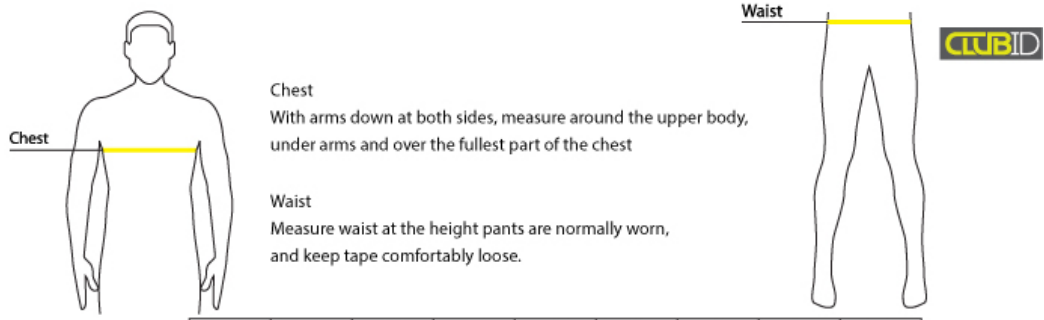 Waist
CLUBID
Chest
With arms down at both sides, measure around the upper body,
under arms and over the fullest part of the chest
Chest
Waist
Measure waist at the height pants are normally worn,
and keep tape comfortably loose.